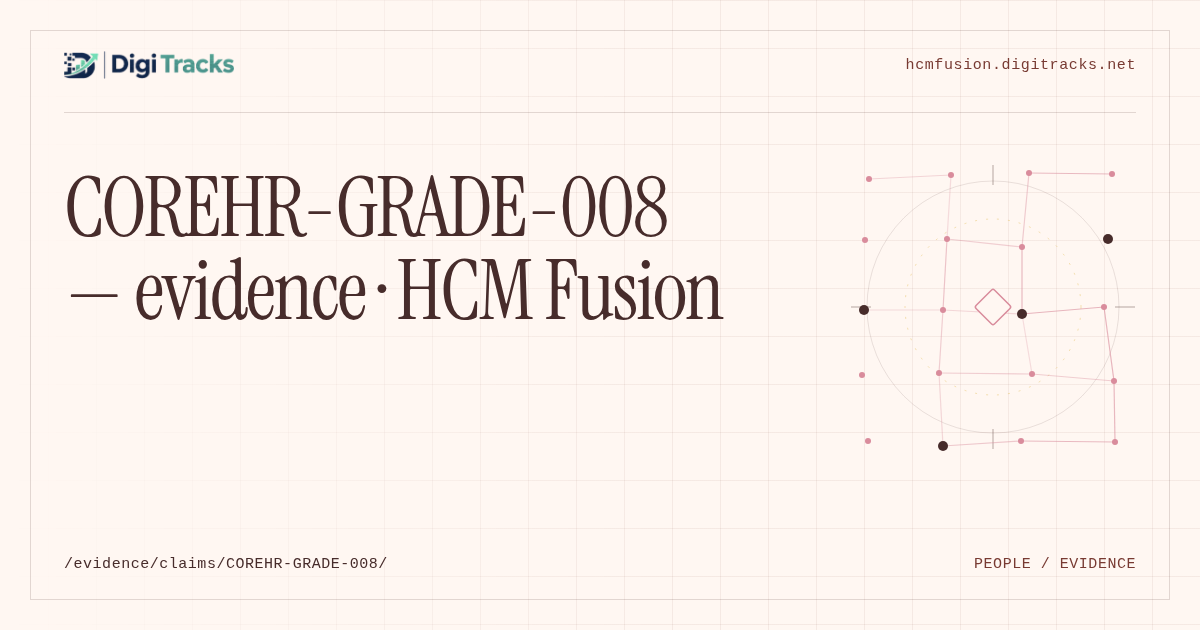 Digi Tracks
hcmfusion.digitracks.net
COREHR-GRADE-008
— evidence · HCM Fusion
/evidence/claims/COREHR-GRADE-008/
PEOPLE / EVIDENCE